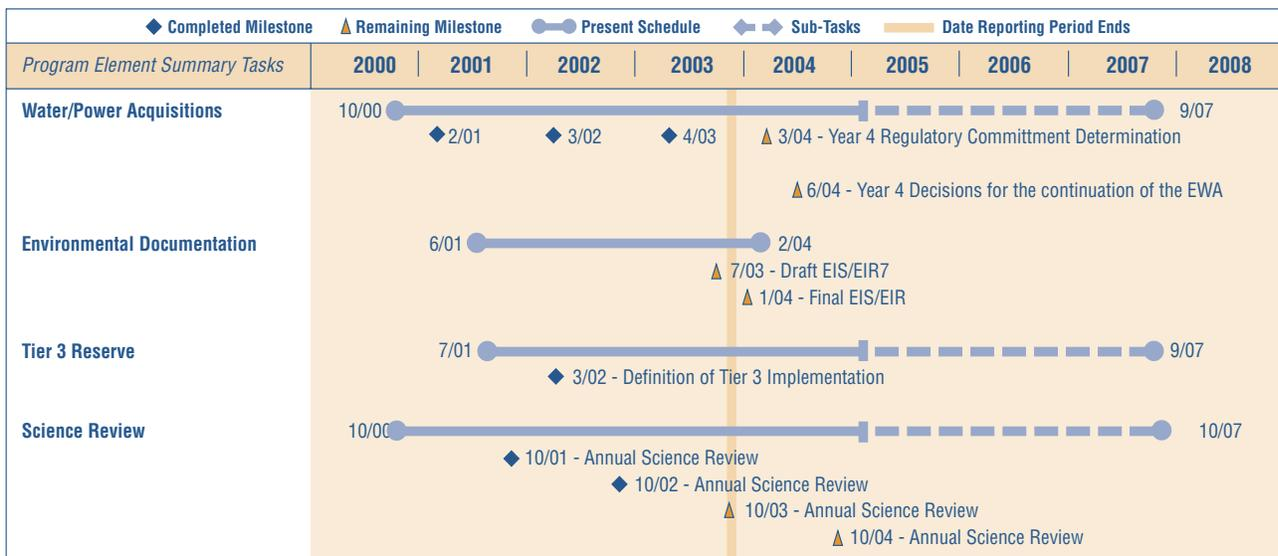 Completed Milestone Remaining Milestone Present Schedule Sub-Tasks Date Reporting Period Ends
Program Element Summary Tasks 2000 2001 2002 2003 2004 2005 2006 2007 2008
Water/Power Acquisitions 10/00 9/07
2/01 3/02 4/03 3/04 - Year 4 Regulatory Committment Determination
6/04 - Year 4 Decisions for the continuation of the EWA
Environmental Documentation 6/01 2/04
7/03 - Draft EIS/EIR7
1/04 - Final EIS/EIR
Tier 3 Reserve 7/01 9/07
3/02 - Definition of Tier 3 Implementation
Science Review 10/00 10/07
10/01 - Annual Science Review
10/02 - Annual Science Review
10/03 - Annual Science Review
10/04 - Annual Science Review